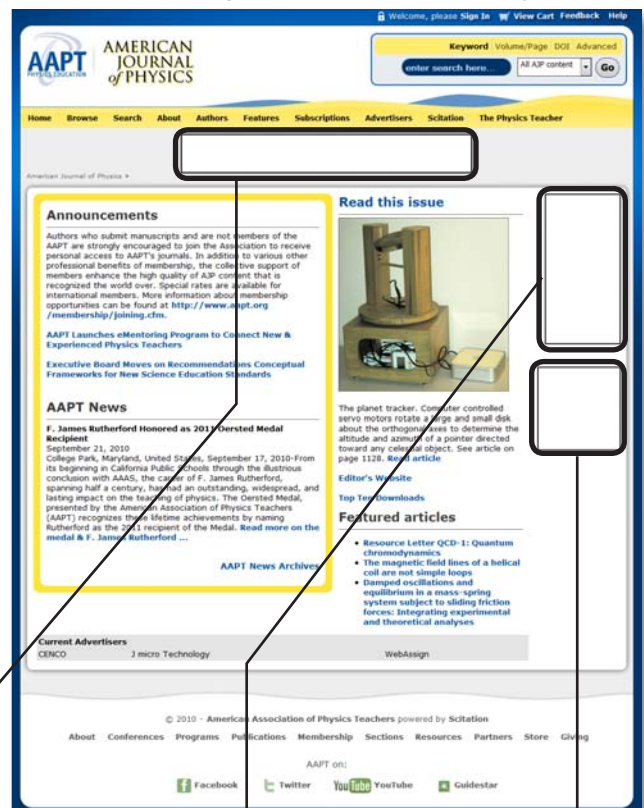 Welcome, please Sign In View Cart Feedback Help
AAPT
PHYSICS EDUCATION
AMERICAN
JOURNAL
of PHYSICS
Keyword Volume/Page DOI Advanced
enter search here... All AJP content Go
Home Browse Search About Authors Features Subscriptions Advertisers Scitation The Physics Teacher
American Journal of Physics
Announcements
Authors who submit manuscripts and are not members of the
AAPT are strongly encouraged to join the Association to receive
personal access to AAPT's journals. In addition to various other
professional benefits of membership, the collective support of
members enhance the high quality of AJP content that is
recognized the world over. Special rates are available for
international members. More information about membership
opportunities can be found at http://www.aapt.org
/membership/joining.cfm.
AAPT Launches eMentoring Program to Connect New &
Experienced Physics Teachers
Executive Board Moves on Recommendations Conceptual
Frameworks for New Science Education Standards
AAPT News
F. James Rutherford Honored as 2011 Oersted Medal
Recipient
September 21, 2010
College Park, Maryland, United States, September 17, 2010-From
its beginning in California Public Schools through the illustrious
conclusion with AAAS, the career of F. James Rutherford,
spanning half a century, has had an outstanding, widespread, and
lasting impact on the teaching of physics. The Oersted Medal,
presented by the American Association of Physics Teachers
(AAPT) recognizes these lifetime achievements by naming
Rutherford as the 2011 recipient of the Medal. Read more on the
medal & F. James Rutherford ...
AAPT News Archives
Read this issue
The planet tracker. Computer controlled
servo motors rotate a large and small disk
about the orthogonal axes to determine the
altitude and azimuth of a pointer directed
toward any celestial object. See article on
page 1128. Read article
Editor's Website
Top Ten Downloads
Featured articles
Resource Letter QCD-1: Quantum
chromodynamics
The magnetic field lines of a helical
coil are not simple loops
Damped oscillations and
equilibrium in a mass-spring
system subject to sliding friction
forces: Integrating experimental
and theoretical analyses
Current Advertisers
CENCO J micro Technology WebAssign
© 2010 - American Association of Physics Teachers powered by Scitation
About Conferences Programs Publications Membership Sections Resources Partners Store Giving
AAPT on:
Facebook Twitter YouTube YouTube Guidestar